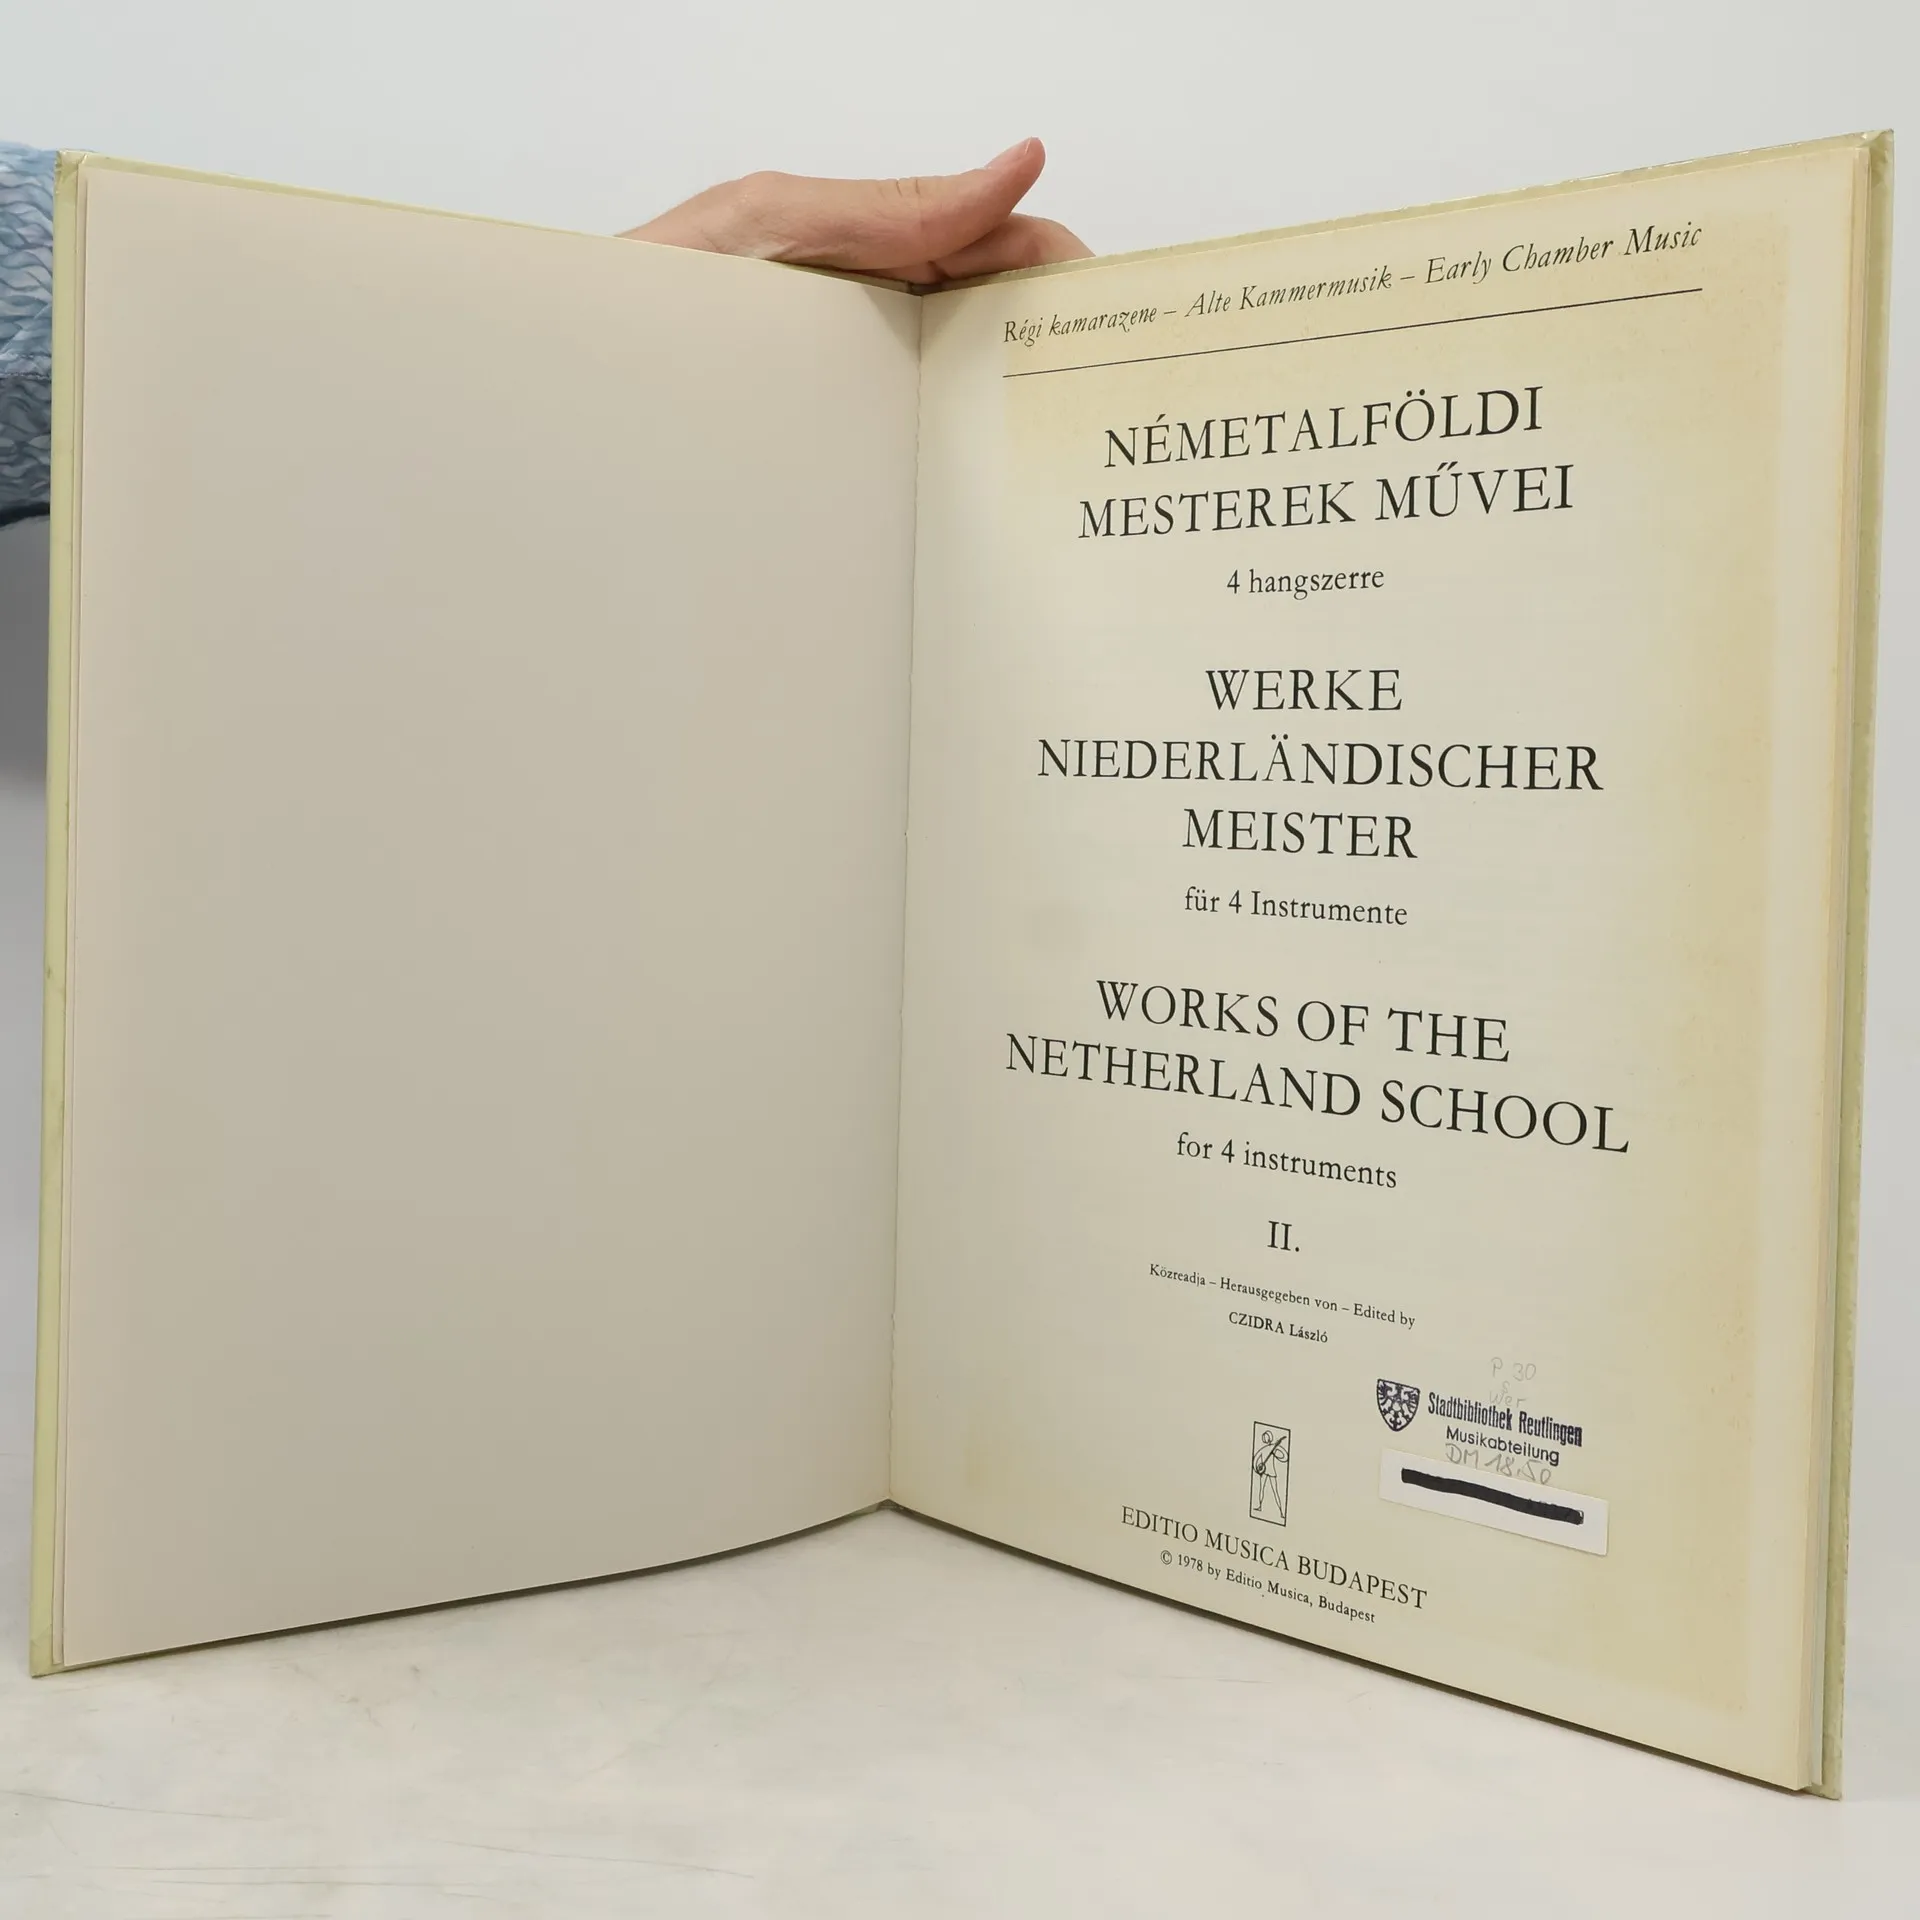 Régi kamarazene – Alte Kammermusik – Early Chamber Music
NÉMETALFÖLDI
MESTEREK MŰVEI
4 hangszerre
WERKE
NIEDERLÄNDISCHER
MEISTER
für 4 Instrumente
WORKS OF THE
NETHERLAND SCHOOL
for 4 instruments
II.
Közreadja – Herausgegeben von – Edited by
CZIDRA László
P 30
Wer
Stadtbibliothek Reutlingen
Musikabteilung
DM 18,50
EDITIO MUSICA BUDAPEST
© 1978 by Editio Musica, Budapest